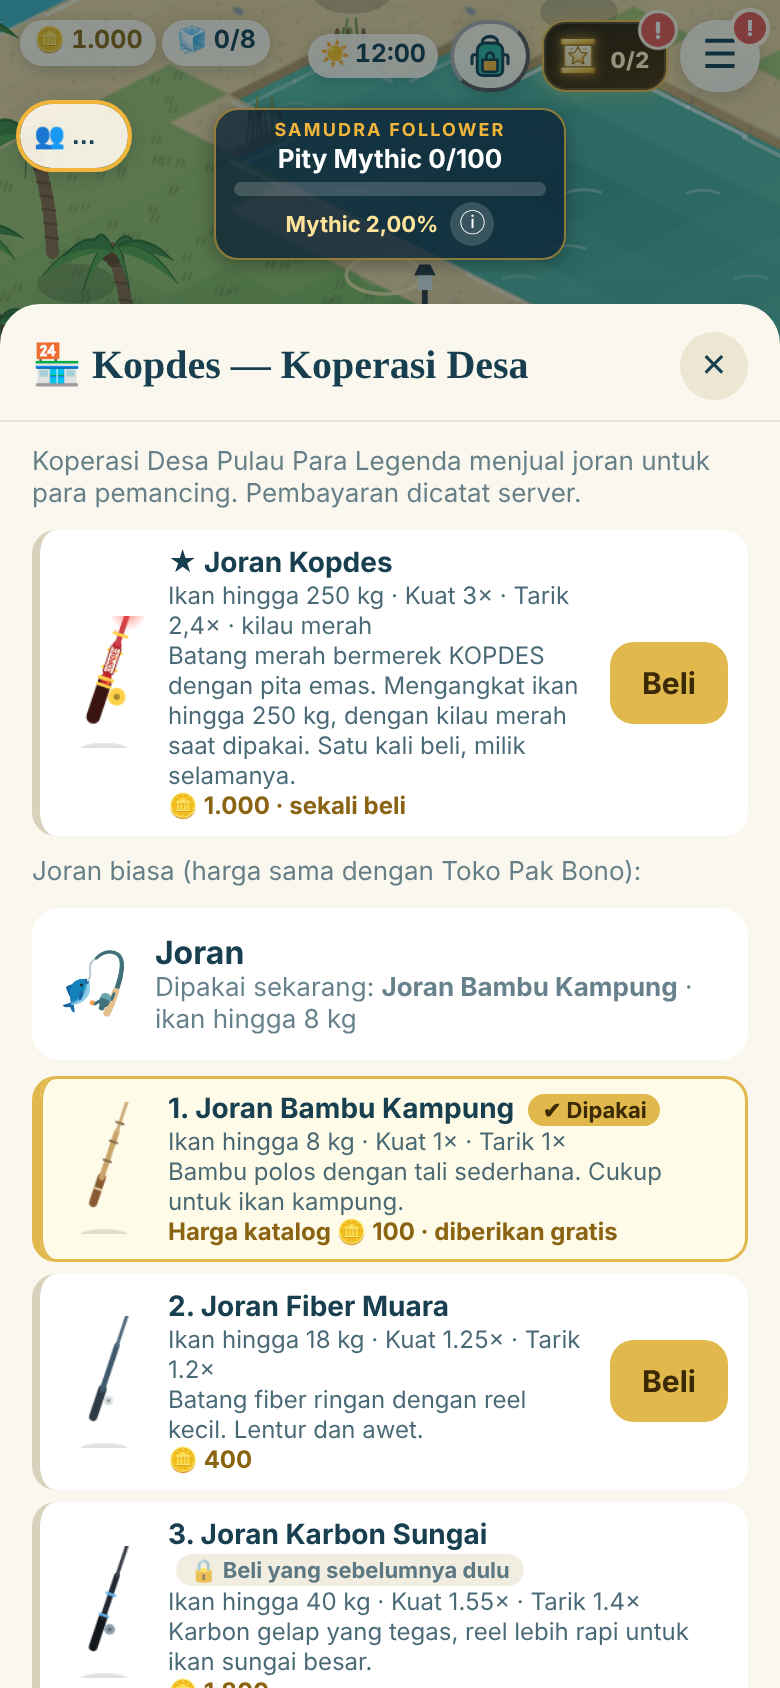 1.000
0/8
12:00
!
0/2
!
...
SAMUDRA FOLLOWER
Pity Mythic 0/100
Mythic 2,00% ⓘ
24
Kopdes — Koperasi Desa
✕
Koperasi Desa Pulau Para Legenda menjual joran untuk
para pemancing. Pembayaran dicatat server.
★ Joran Kopdes
Ikan hingga 250 kg · Kuat 3× · Tarik
2,4× · kilau merah
Batang merah bermerek KOPDES
dengan pita emas. Mengangkat ikan
hingga 250 kg, dengan kilau merah
saat dipakai. Satu kali beli, milik
selamanya.
1.000 · sekali beli
KOPDES
Beli
Joran biasa (harga sama dengan Toko Pak Bono):
Joran
Dipakai sekarang: Joran Bambu Kampung ·
ikan hingga 8 kg
1. Joran Bambu Kampung ✔ Dipakai
Ikan hingga 8 kg · Kuat 1× · Tarik 1×
Bambu polos dengan tali sederhana. Cukup
untuk ikan kampung.
Harga katalog 100 · diberikan gratis
2. Joran Fiber Muara
Ikan hingga 18 kg · Kuat 1.25× · Tarik
1.2×
Batang fiber ringan dengan reel
kecil. Lentur dan awet.
400
Beli
3. Joran Karbon Sungai
Beli yang sebelumnya dulu
Ikan hingga 40 kg · Kuat 1.55× · Tarik 1.4×
Karbon gelap yang tegas, reel lebih rapi untuk
ikan sungai besar.